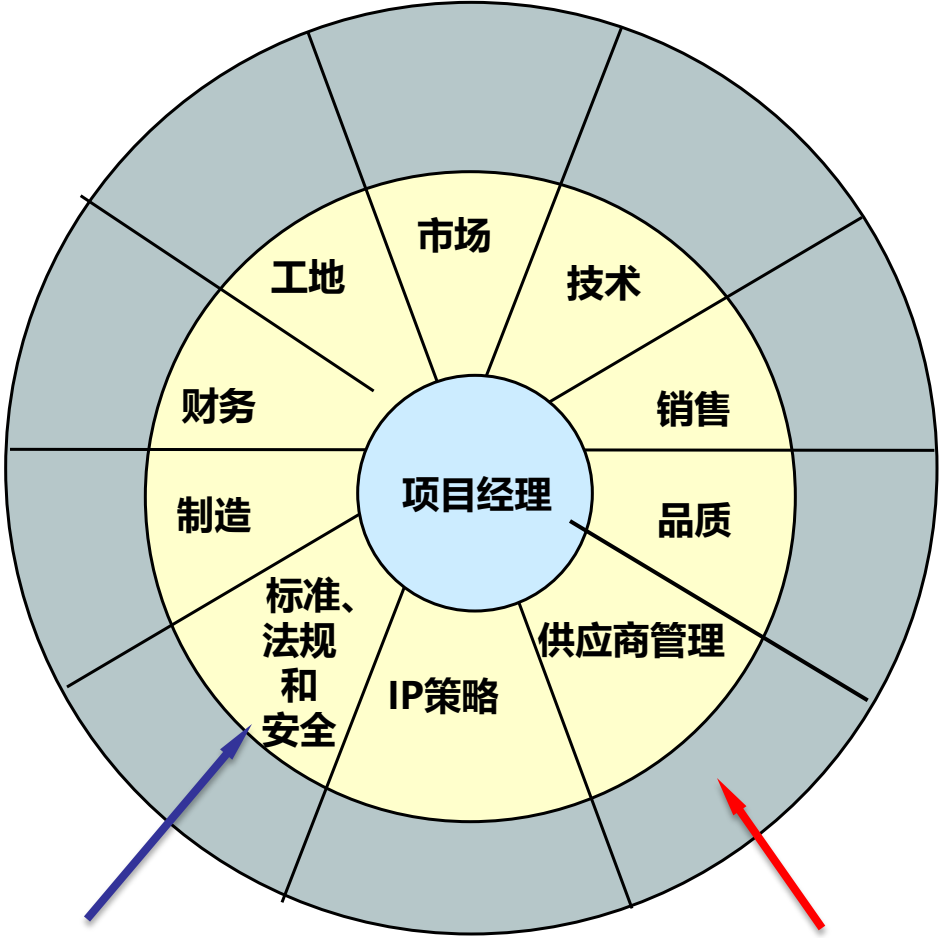 市场
工地
技术
财务
销售
项目经理
制造
品质
标准、
法规
和
安全
供应商管理
IP策略